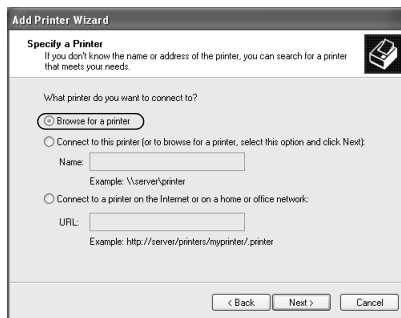 Add Printer Wizard
Specify a Printer
If you don't know the name or address of the printer, you can search for a printer
that meets your needs.
What printer do you want to connect to?
Browse for a printer
Connect to this printer (or to browse for a printer, select this option and click Next):
Name:
Example: \\server\printer
Connect to a printer on the Internet or on a home or office network:
URL:
Example: http://server/printers/myprinter/.printer
< Back Next > Cancel